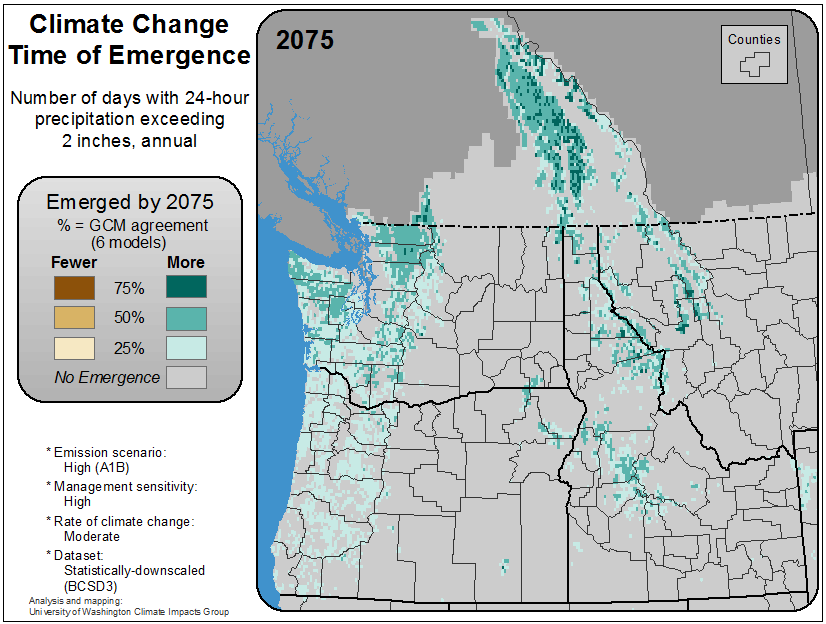 Climate Change
Time of Emergence
Number of days with 24-hour
precipitation exceeding
2 inches, annual
Emerged by 2075
% = GCM agreement
(6 models)
Fewer More
75%
50%
25%
No Emergence
* Emission scenario:
High (A1B)
* Management sensitivity:
High
* Rate of climate change:
Moderate
* Dataset:
Statistically-downscaled
(BCSD3)
Analysis and mapping:
University of Washington Climate Impacts Group
2075
Counties